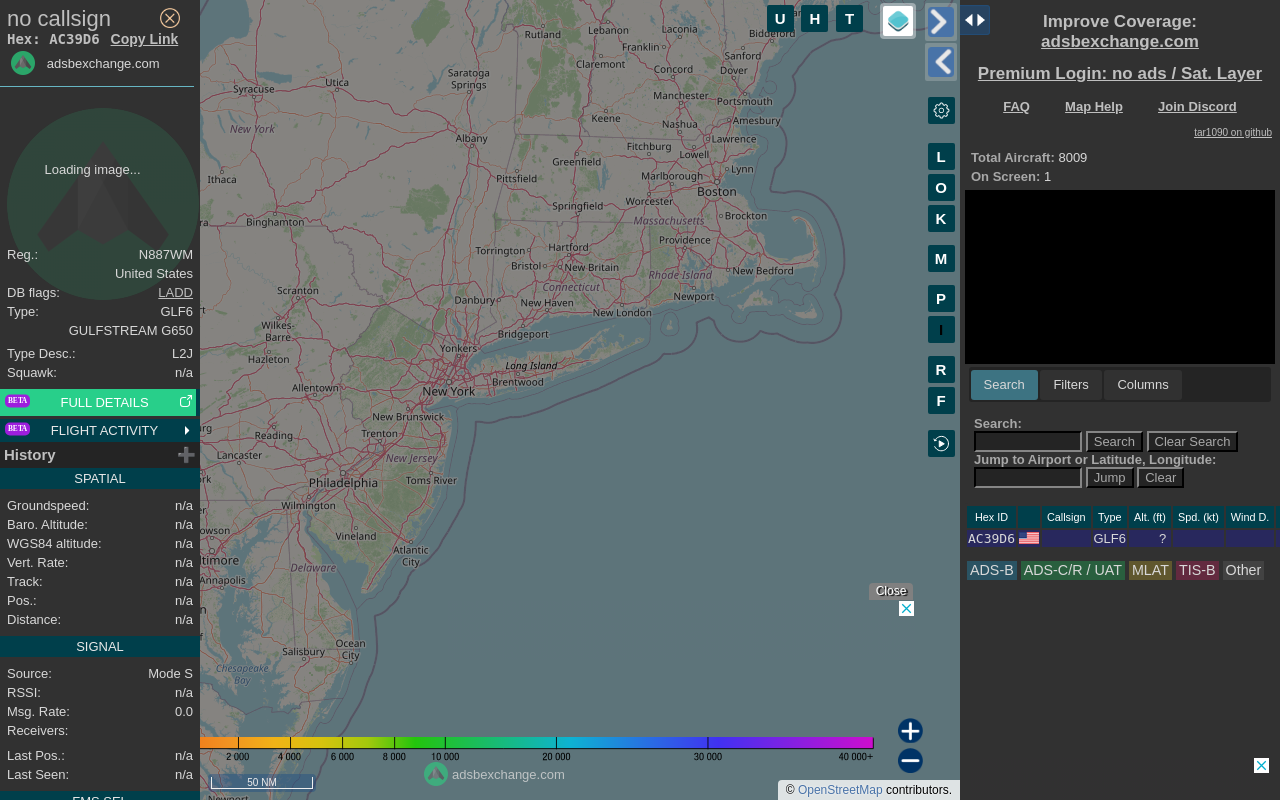 no callsign
Hex: AC39D6 Copy Link
adsbexchange.com
Loading image...
Reg.: N887WM
United States
DB flags: LADD
Type: GLF6
GULFSTREAM G650
Type Desc.: L2J
Squawk: n/a
BETA FULL DETAILS
BETA FLIGHT ACTIVITY
History
SPATIAL
Groundspeed: n/a
Baro. Altitude: n/a
WGS84 altitude: n/a
Vert. Rate: n/a
Track: n/a
Pos.: n/a
Distance: n/a
SIGNAL
Source: Mode S
RSSI: n/a
Msg. Rate: 0.0
Receivers:
Last Pos.: n/a
Last Seen: n/a
U H T
L
O
K
M
P
I
R
F
Rutland
Lebanon
Laconia
Biddeford
Franklin
Sanford
Claremont
Concord
Dover
Saratoga
Springs
Utica
Syracuse
Manchester
Portsmouth
Keene
Nashua
Amesbury
New York
Albany
Lawrence
Fitchburg
Lowell
Greenfield
Lynn
Ithaca
Pittsfield
Marlborough
Boston
Worcester
Springfield
Brockton
Massachusetts
Binghamton
Providence
Hartford
Torrington
Bristol
New Britain
New Bedford
Rhode Island
Connecticut
Newport
Scranton
Danbury
New Haven
New London
Wilkes-
Barre
Bridgeport
Yonkers
Hazleton
Long Island
Brentwood
New York
Allentown
New Brunswick
Reading
Trenton
New Jersey
Lancaster
Toms River
Philadelphia
Wilmington
Vineland
Atlantic
City
Delaware
Annapolis
Ocean
City
Salisbury
Chesapeake
Bay
Close
2 000 4 000 6 000 8 000 10 000 20 000 30 000 40 000+
50 NM
adsbexchange.com
© OpenStreetMap contributors.
Improve Coverage:
adsbexchange.com
Premium Login: no ads / Sat. Layer
FAQ Map Help Join Discord
tar1090 on github
Total Aircraft: 8009
On Screen: 1
Search Filters Columns
Search:
Search Clear Search
Jump to Airport or Latitude, Longitude:
Jump Clear
Hex ID Callsign Type Alt. (ft) Spd. (kt) Wind D.
AC39D6 GLF6 ?
ADS-B ADS-C/R / UAT MLAT TIS-B Other